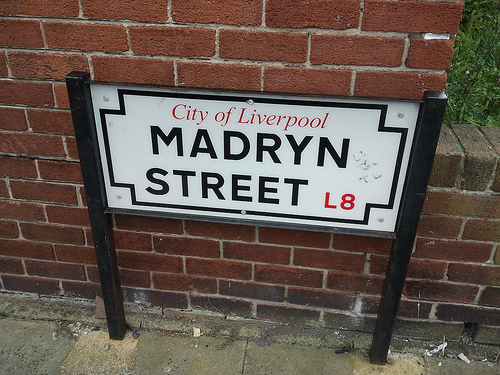 City of Liverpool
MADRYN
STREET L8